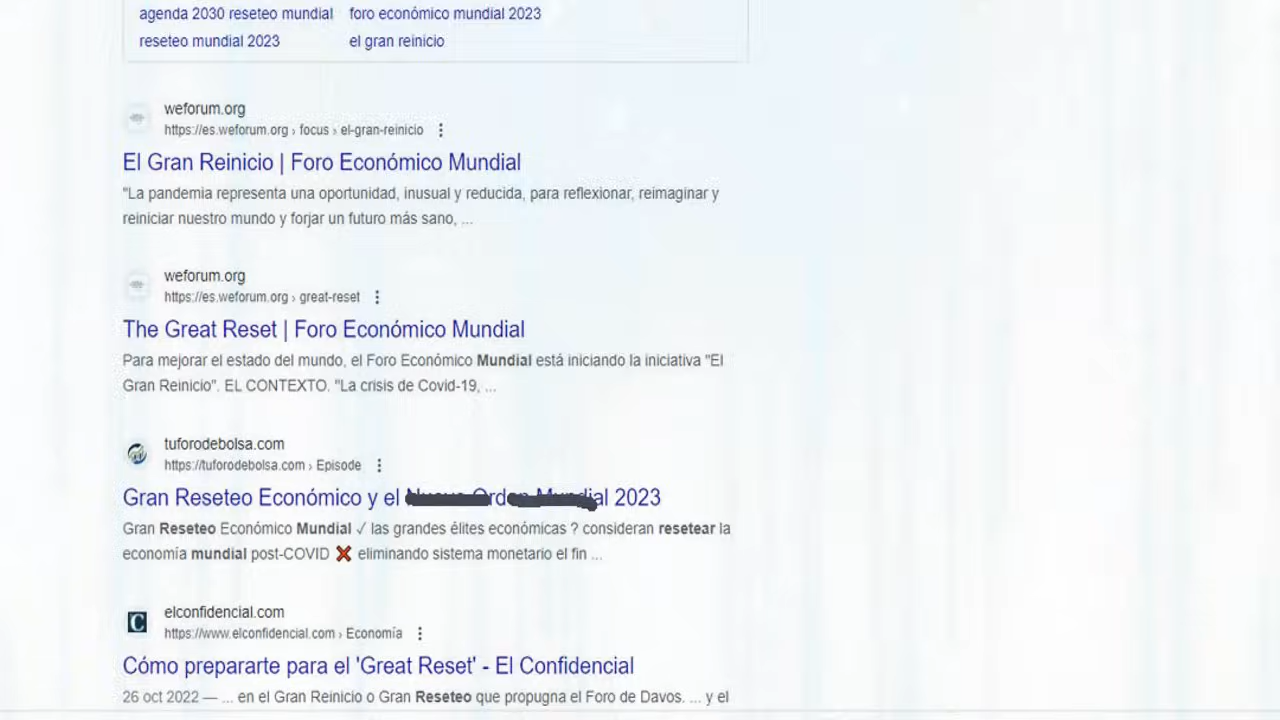 agenda 2030 reseteo mundial foro económico mundial 2023
reseteo mundial 2023 el gran reinicio
weforum.org
https://es.weforum.org › focus › el-gran-reinicio
El Gran Reinicio | Foro Económico Mundial
"La pandemia representa una oportunidad, inusual y reducida, para reflexionar, reimaginar y
reiniciar nuestro mundo y forjar un futuro más sano, ...
weforum.org
https://es.weforum.org › great-reset
The Great Reset | Foro Económico Mundial
Para mejorar el estado del mundo, el Foro Económico Mundial está iniciando la iniciativa "El
Gran Reinicio". EL CONTEXTO. "La crisis de Covid-19, ...
tuforodebolsa.com
https://tuforodebolsa.com › Episode
Gran Reseteo Económico y el 2023
Gran Reseteo Económico Mundial ✓ las grandes élites económicas ? consideran resetear la
economía mundial post-COVID ❌ eliminando sistema monetario el fin ...
elconfidencial.com
https://www.elconfidencial.com › Economía
Cómo prepararte para el 'Great Reset' - El Confidencial
26 oct 2022 — ... en el Gran Reinicio o Gran Reseteo que propugna el Foro de Davos. ... y el